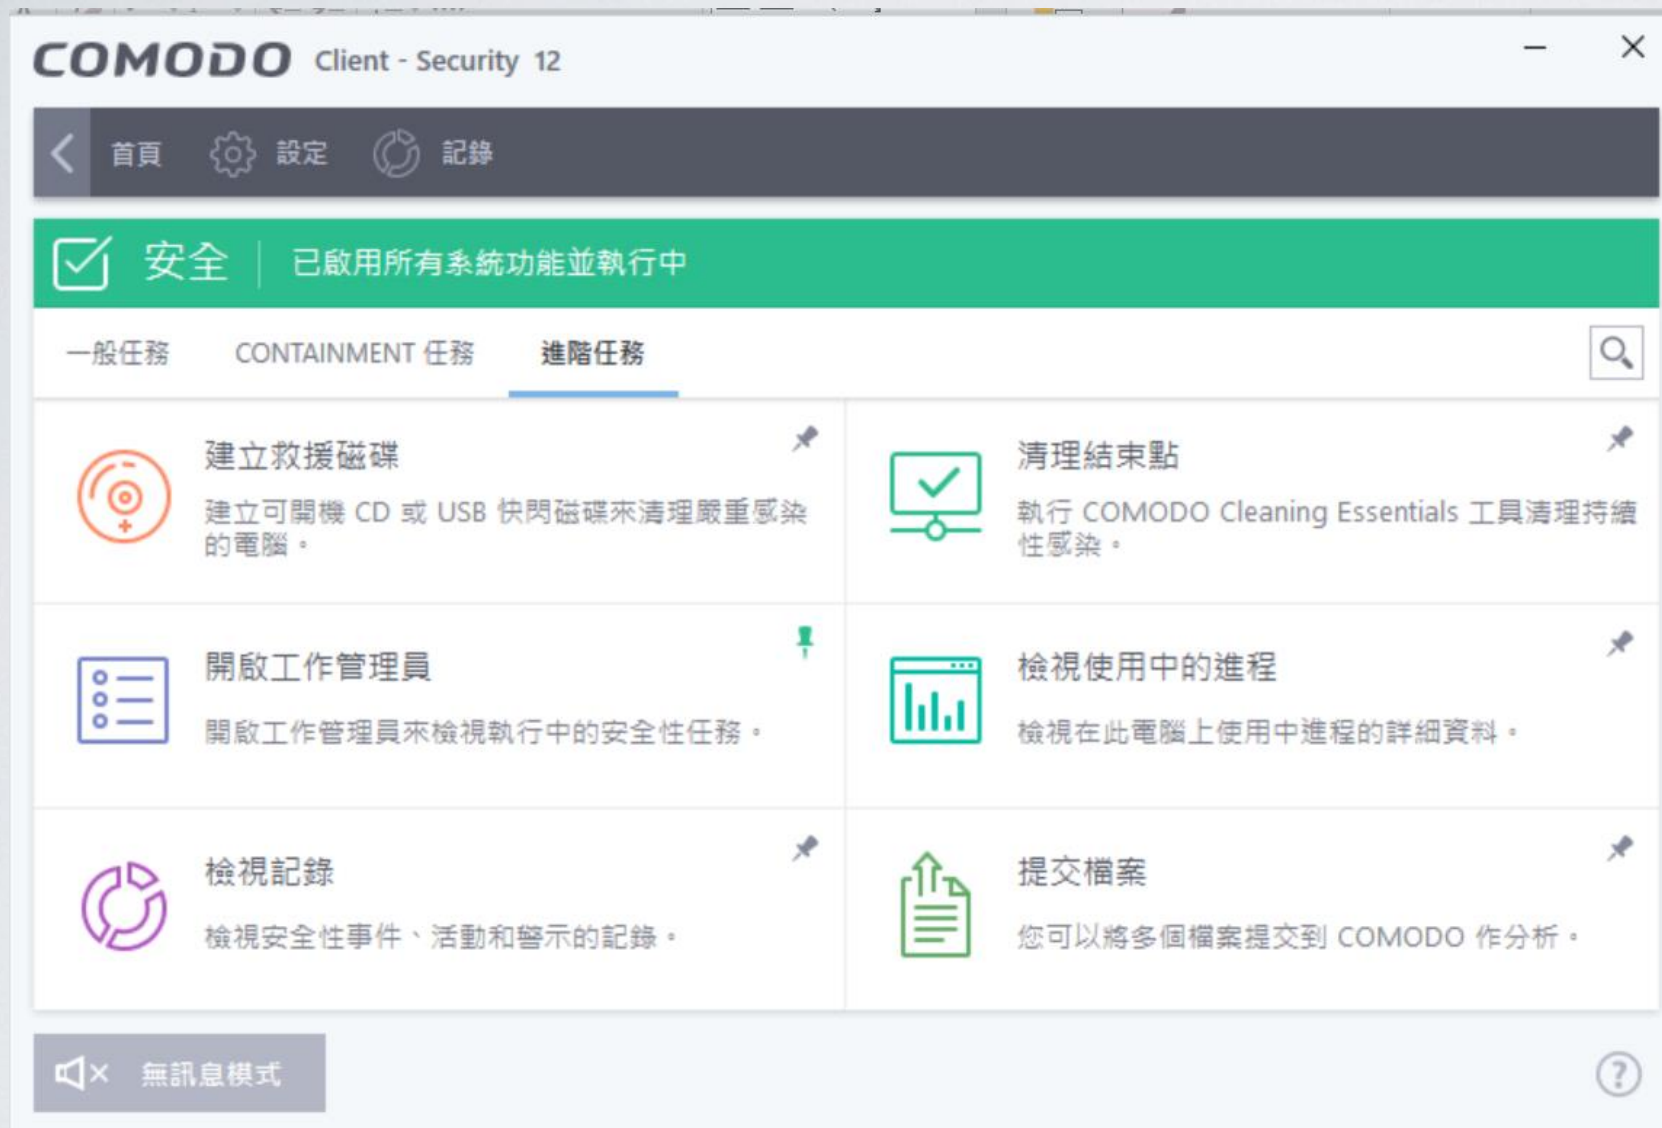 COMODO Client - Security 12
首頁 設定 記錄
安全 已啟用所有系統功能並執行中
一般任務 CONTAINMENT 任務 進階任務
建立救援磁碟
建立可開機 CD 或 USB 快閃磁碟來清理嚴重感染
的電腦。
清理結束點
執行 COMODO Cleaning Essentials 工具清理持續
性感染。
開啟工作管理員
開啟工作管理員來檢視執行中的安全性任務。
檢視使用中的進程
檢視在此電腦上使用中進程的詳細資料。
檢視記錄
檢視安全性事件、活動和警示的記錄。
提交檔案
您可以將多個檔案提交到 COMODO 作分析。
無訊息模式